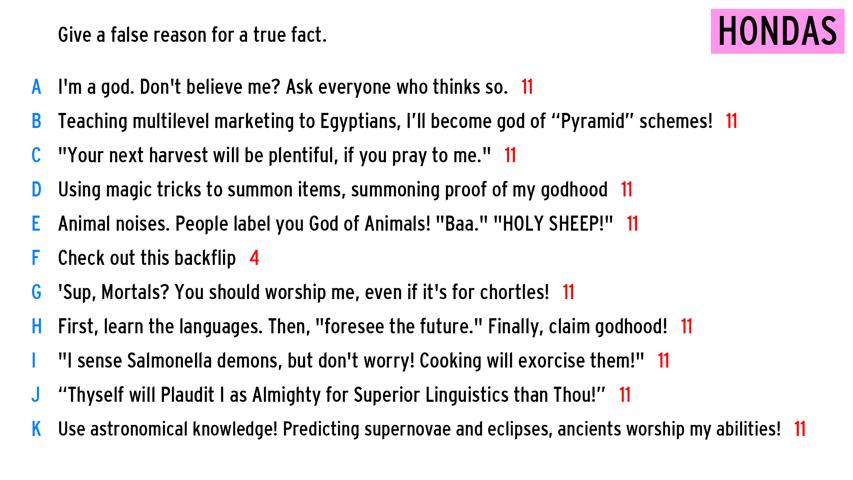 Give a false reason for a true fact.
HONDAS
A I'm a god. Don't believe me? Ask everyone who thinks so. 11
B Teaching multilevel marketing to Egyptians, I’ll become god of “Pyramid” schemes! 11
C "Your next harvest will be plentiful, if you pray to me." 11
D Using magic tricks to summon items, summoning proof of my godhood 11
E Animal noises. People label you God of Animals! "Baa." "HOLY SHEEP!" 11
F Check out this backflip 4
G 'Sup, Mortals? You should worship me, even if it's for chortles! 11
H First, learn the languages. Then, "foresee the future." Finally, claim godhood! 11
I "I sense Salmonella demons, but don't worry! Cooking will exorcise them!" 11
J “Thyself will Plaudit I as Almighty for Superior Linguistics than Thou!” 11
K Use astronomical knowledge! Predicting supernovae and eclipses, ancients worship my abilities! 11